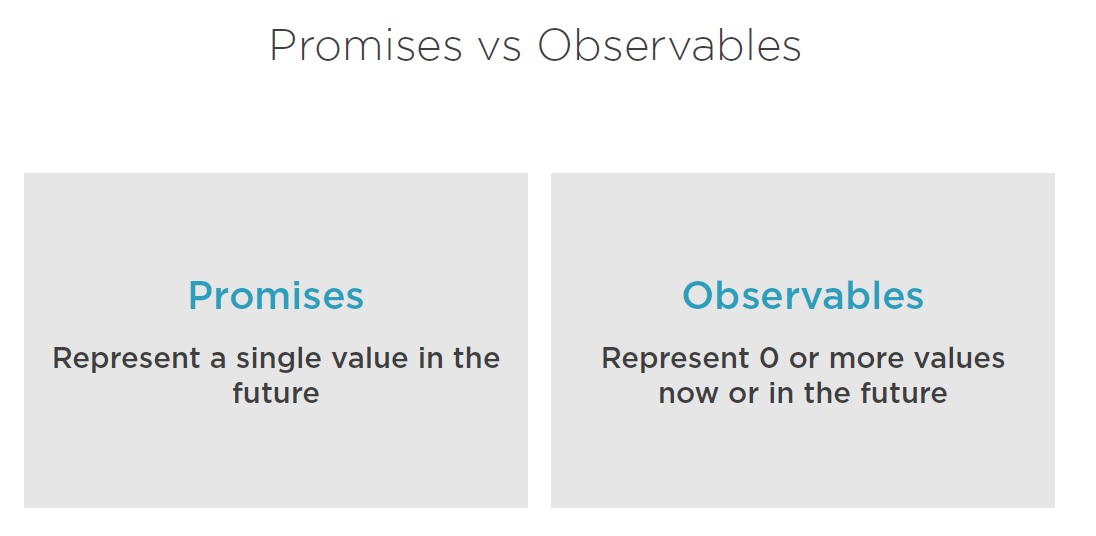 Promises vs Observables
Promises
Represent a single value in the
future
Observables
Represent 0 or more values
now or in the future